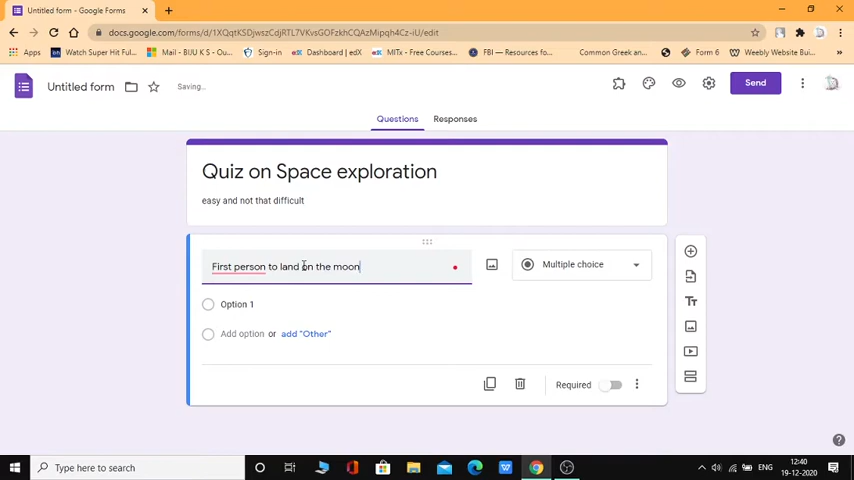 Untitled form - Google Forms
docs.google.com/forms/d/1XQqtKSDjwszCdjRTL7VKvsGOFzkhCQAzMipqh4Cz-iU/edit
Apps Watch Super Hit Ful... Mail - BIJU K S - Ou... Sign-in Dashboard | edX MITx - Free Courses... FBI — Resources fo... Common Greek an... Form 6 Weebly Website Bui...
Untitled form Saving... Send
Questions Responses
Quiz on Space exploration
easy and not that difficult
First person to land on the moon Multiple choice
Option 1
Add option or add "Other"
Required
Type here to search ENG 12:40
19-12-2020